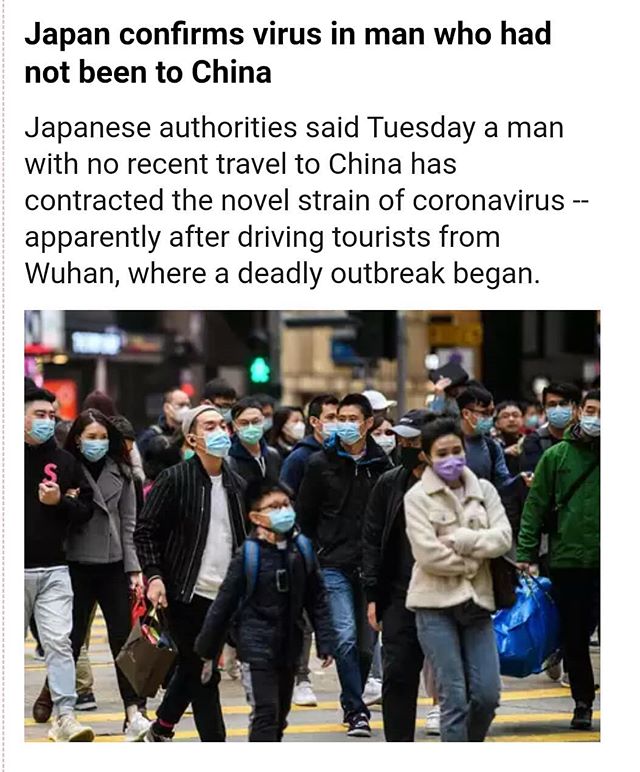 Japan confirms virus in man who had
not been to China
Japanese authorities said Tuesday a man
with no recent travel to China has
contracted the novel strain of coronavirus --
apparently after driving tourists from
Wuhan, where a deadly outbreak began.
S